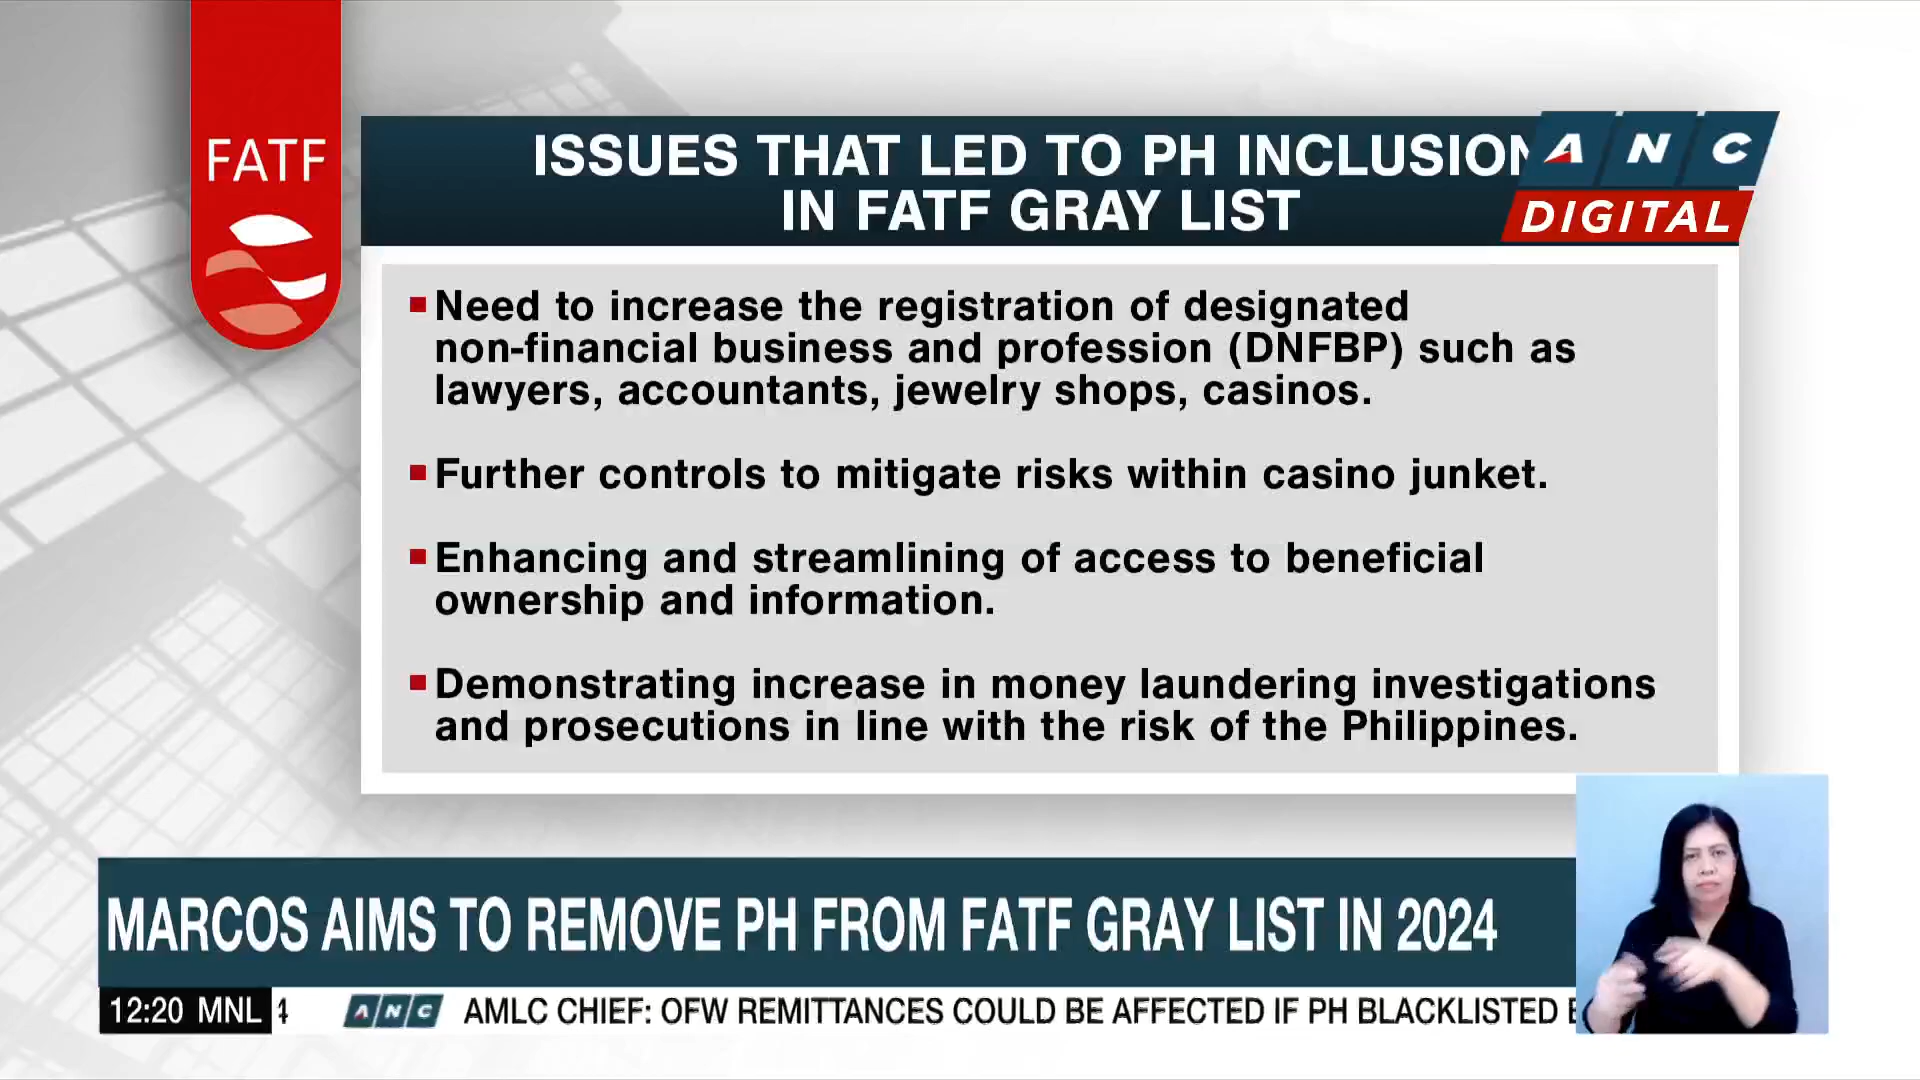 FATF
ISSUES THAT LED TO PH INCLUSION
IN FATF GRAY LIST
ANC
DIGITAL
Need to increase the registration of designated
non-financial business and profession (DNFBP) such as
lawyers, accountants, jewelry shops, casinos.
Further controls to mitigate risks within casino junket.
Enhancing and streamlining of access to beneficial
ownership and information.
Demonstrating increase in money laundering investigations
and prosecutions in line with the risk of the Philippines.
MARCOS AIMS TO REMOVE PH FROM FATF GRAY LIST IN 2024
12:20 MNL
ANC AMLC CHIEF: OFW REMITTANCES COULD BE AFFECTED IF PH BLACKLISTED